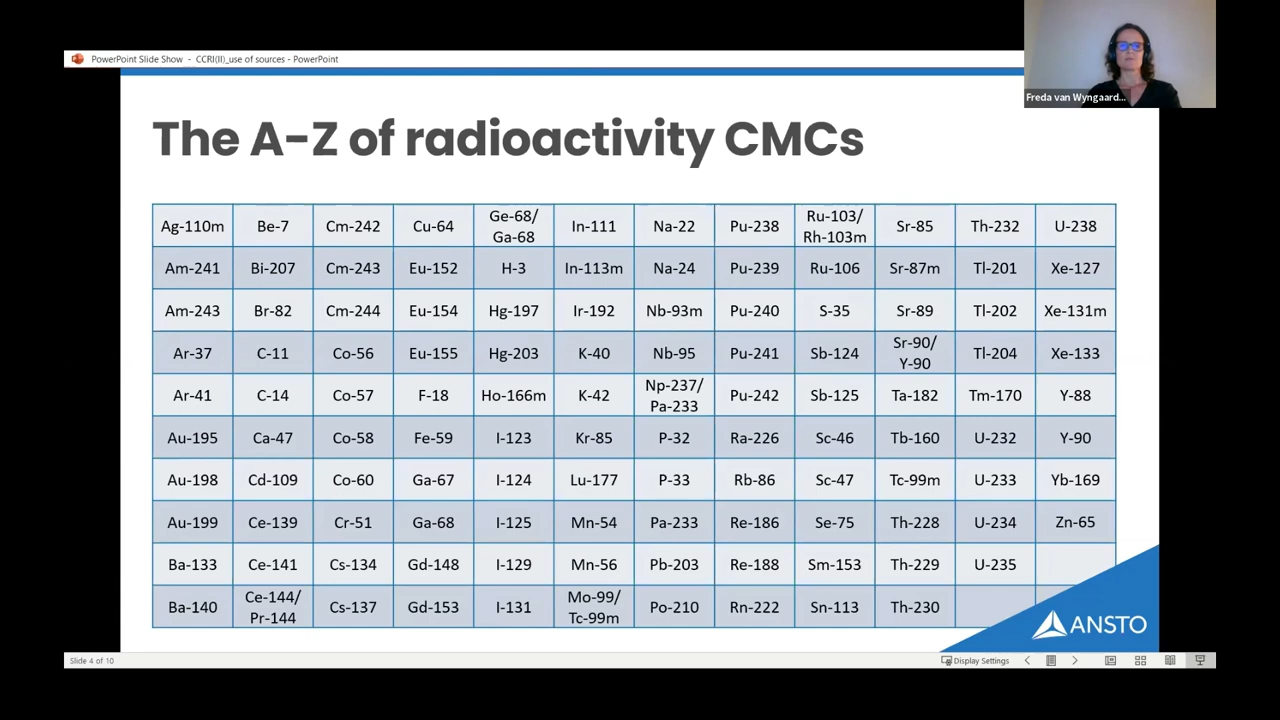 PowerPoint Slide Show - CCRI(II)_use of sources - PowerPoint
Freda van Wyngaard...
The A-Z of radioactivity CMCs
Ag-110m Be-7 Cm-242 Cu-64 Ge-68/ Ga-68 In-111 Na-22 Pu-238 Ru-103/ Rh-103m Sr-85 Th-232 U-238
Am-241 Bi-207 Cm-243 Eu-152 H-3 In-113m Na-24 Pu-239 Ru-106 Sr-87m Tl-201 Xe-127
Am-243 Br-82 Cm-244 Eu-154 Hg-197 Ir-192 Nb-93m Pu-240 S-35 Sr-89 Tl-202 Xe-131m
Ar-37 C-11 Co-56 Eu-155 Hg-203 K-40 Nb-95 Pu-241 Sb-124 Sr-90/ Y-90 Tl-204 Xe-133
Ar-41 C-14 Co-57 F-18 Ho-166m K-42 Np-237/ Pa-233 Pu-242 Sb-125 Ta-182 Tm-170 Y-88
Au-195 Ca-47 Co-58 Fe-59 I-123 Kr-85 P-32 Ra-226 Sc-46 Tb-160 U-232 Y-90
Au-198 Cd-109 Co-60 Ga-67 I-124 Lu-177 P-33 Rb-86 Sc-47 Tc-99m U-233 Yb-169
Au-199 Ce-139 Cr-51 Ga-68 I-125 Mn-54 Pa-233 Re-186 Se-75 Th-228 U-234 Zn-65
Ba-133 Ce-141 Cs-134 Gd-148 I-129 Mn-56 Pb-203 Re-188 Sm-153 Th-229 U-235
Ba-140 Ce-144/ Pr-144 Cs-137 Gd-153 I-131 Mo-99/ Tc-99m Po-210 Rn-222 Sn-113 Th-230
ANSTO
Slide 4 of 10
Display Settings